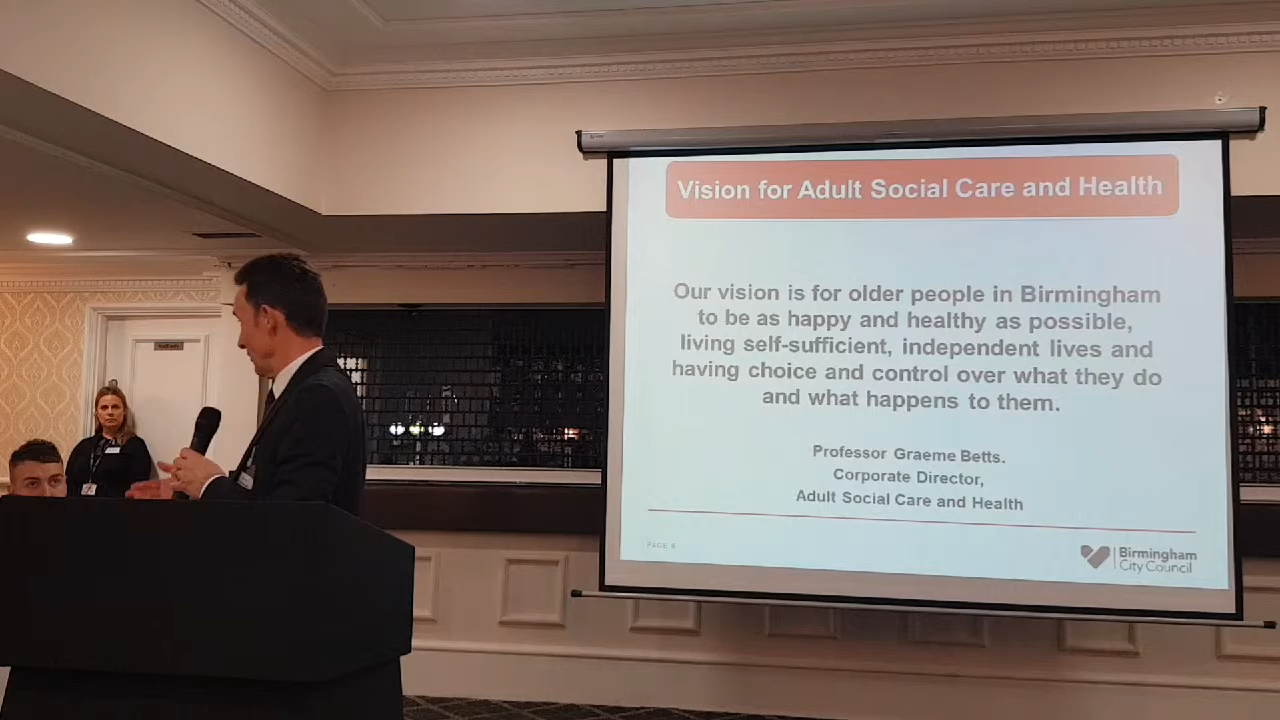 Vision for Adult Social Care and Health
Our vision is for older people in Birmingham
to be as happy and healthy as possible,
living self-sufficient, independent lives and
having choice and control over what they do
and what happens to them.
Professor Graeme Betts.
Corporate Director,
Adult Social Care and Health
PAGE 6
Birmingham
City Council